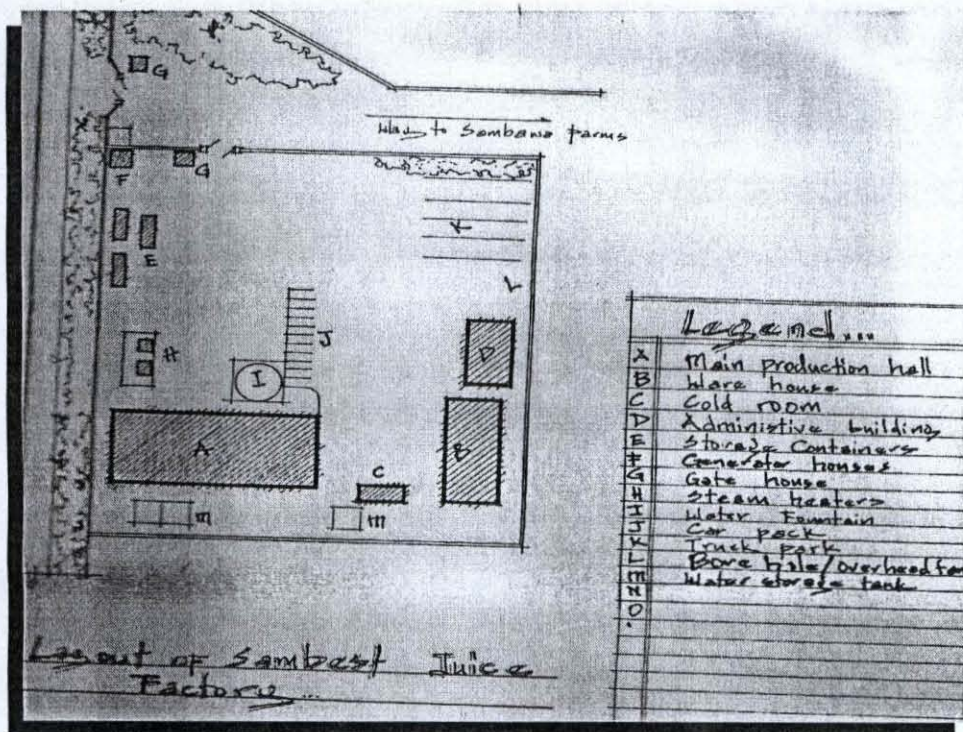 G
Way to Sambawa Farms
F
G
K
E
L
J
H
I
D
A
B
C
m
m
Legend...
A Main production hall
B Ware house
C Cold room
D Administive building
E Storage Containers
F Generator houses
G Gate house
H Steam heaters
I Water Fountain
J Car pack
K Truck park
L Bore hole/Overhead
m Water storage tank
N
O
Layout of Sambest Juice
Factory...